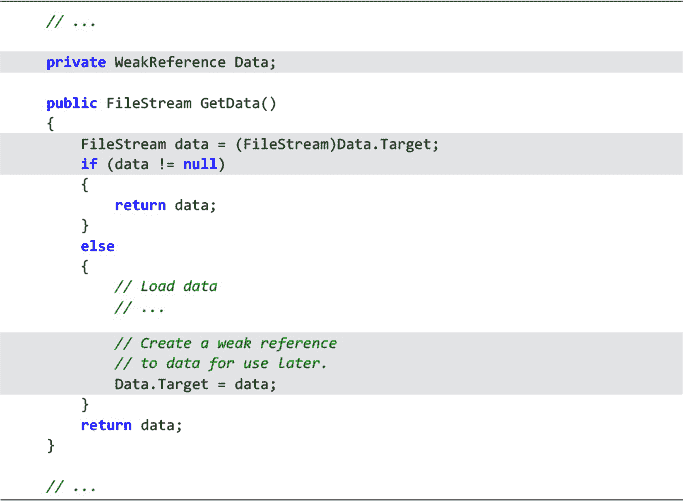 // ...
private WeakReference Data;
public FileStream GetData()
{
FileStream data = (FileStream)Data.Target;
if (data != null)
{
return data;
}
else
{
// Load data
// ...
// Create a weak reference
// to data for use later.
Data.Target = data;
}
return data;
}
// ...